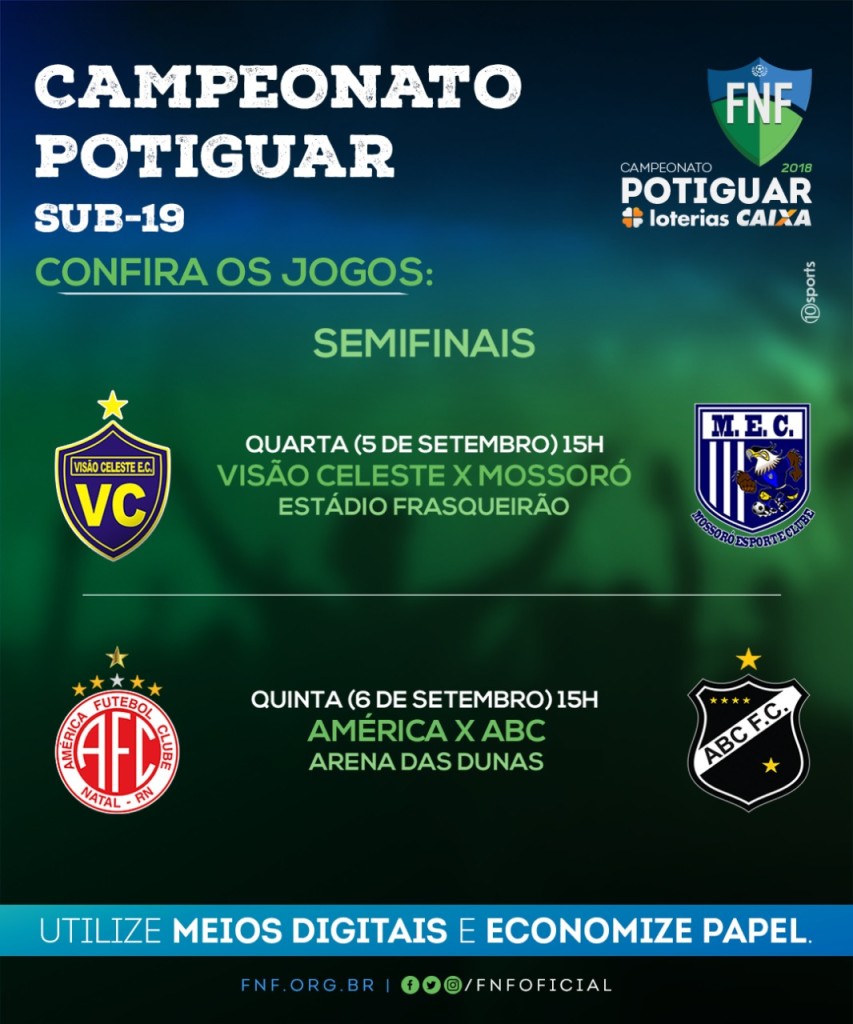 CAMPEONATO
POTIGUAR
SUB-19
CONFIRA OS JOGOS:
FNF
CAMPEONATO 2018
POTIGUAR
loterias CAIXA
10sports
SEMIFINAIS
VISÃO CELESTE E.C.
VC
QUARTA (5 DE SETEMBRO) 15H
VISÃO CELESTE X MOSSORÓ
ESTÁDIO FRASQUEIRÃO
M.E.C.
MOSSORÓ ESPORTE CLUBE
AMÉRICA FUTEBOL CLUBE
AFC
NATAL - RN
QUINTA (6 DE SETEMBRO) 15H
AMÉRICA X ABC
ARENA DAS DUNAS
ABC F.C.
UTILIZE MEIOS DIGITAIS E ECONOMIZE PAPEL.
FNF.ORG.BR | /FNFOFICIAL